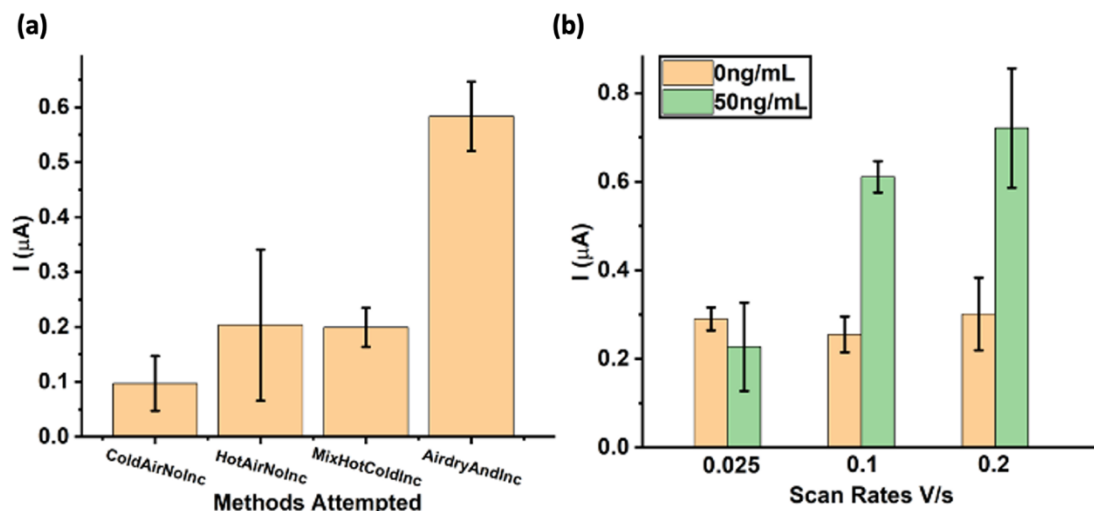 (a)
I (μA)
0.6
0.5
0.4
0.3
0.2
0.1
0.0
ColdAirNoInc
HotAirNoInc
MixHotColdInc
AirdryAndInc
Methods Attempted
(b)
0ng/mL
50ng/mL
I (μA)
0.8
0.6
0.4
0.2
0.0
0.025
0.1
0.2
Scan Rates V/s